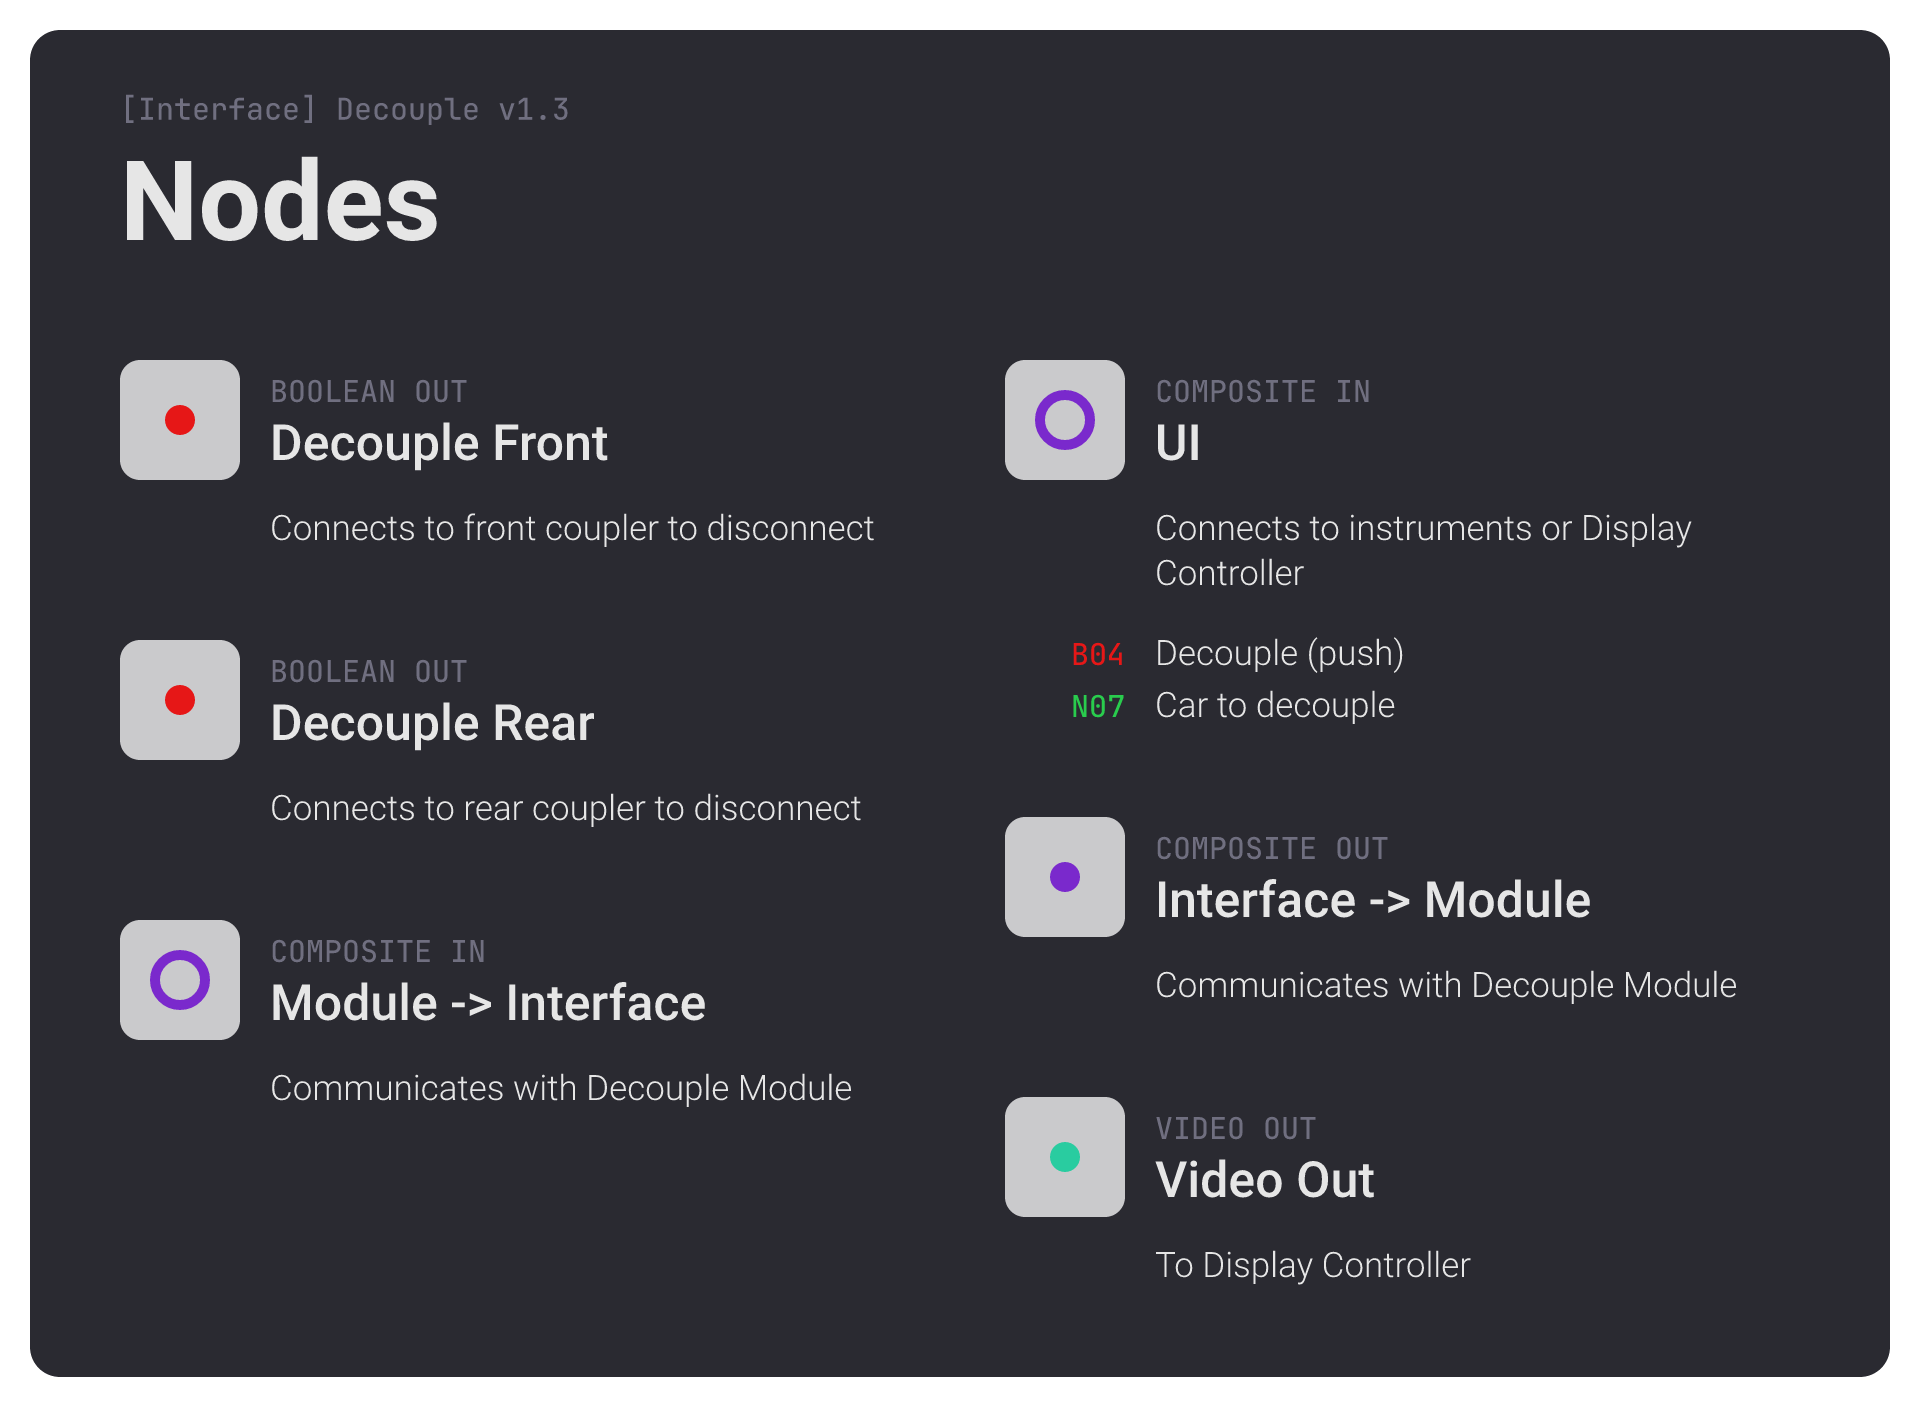 [Interface] Decouple v1.3
Nodes
BOOLEAN OUT
Decouple Front
Connects to front coupler to disconnect
BOOLEAN OUT
Decouple Rear
Connects to rear coupler to disconnect
COMPOSITE IN
Module -> Interface
Communicates with Decouple Module
COMPOSITE IN
UI
Connects to instruments or Display
Controller
B04 Decouple (push)
N07 Car to decouple
COMPOSITE OUT
Interface -> Module
Communicates with Decouple Module
VIDEO OUT
Video Out
To Display Controller